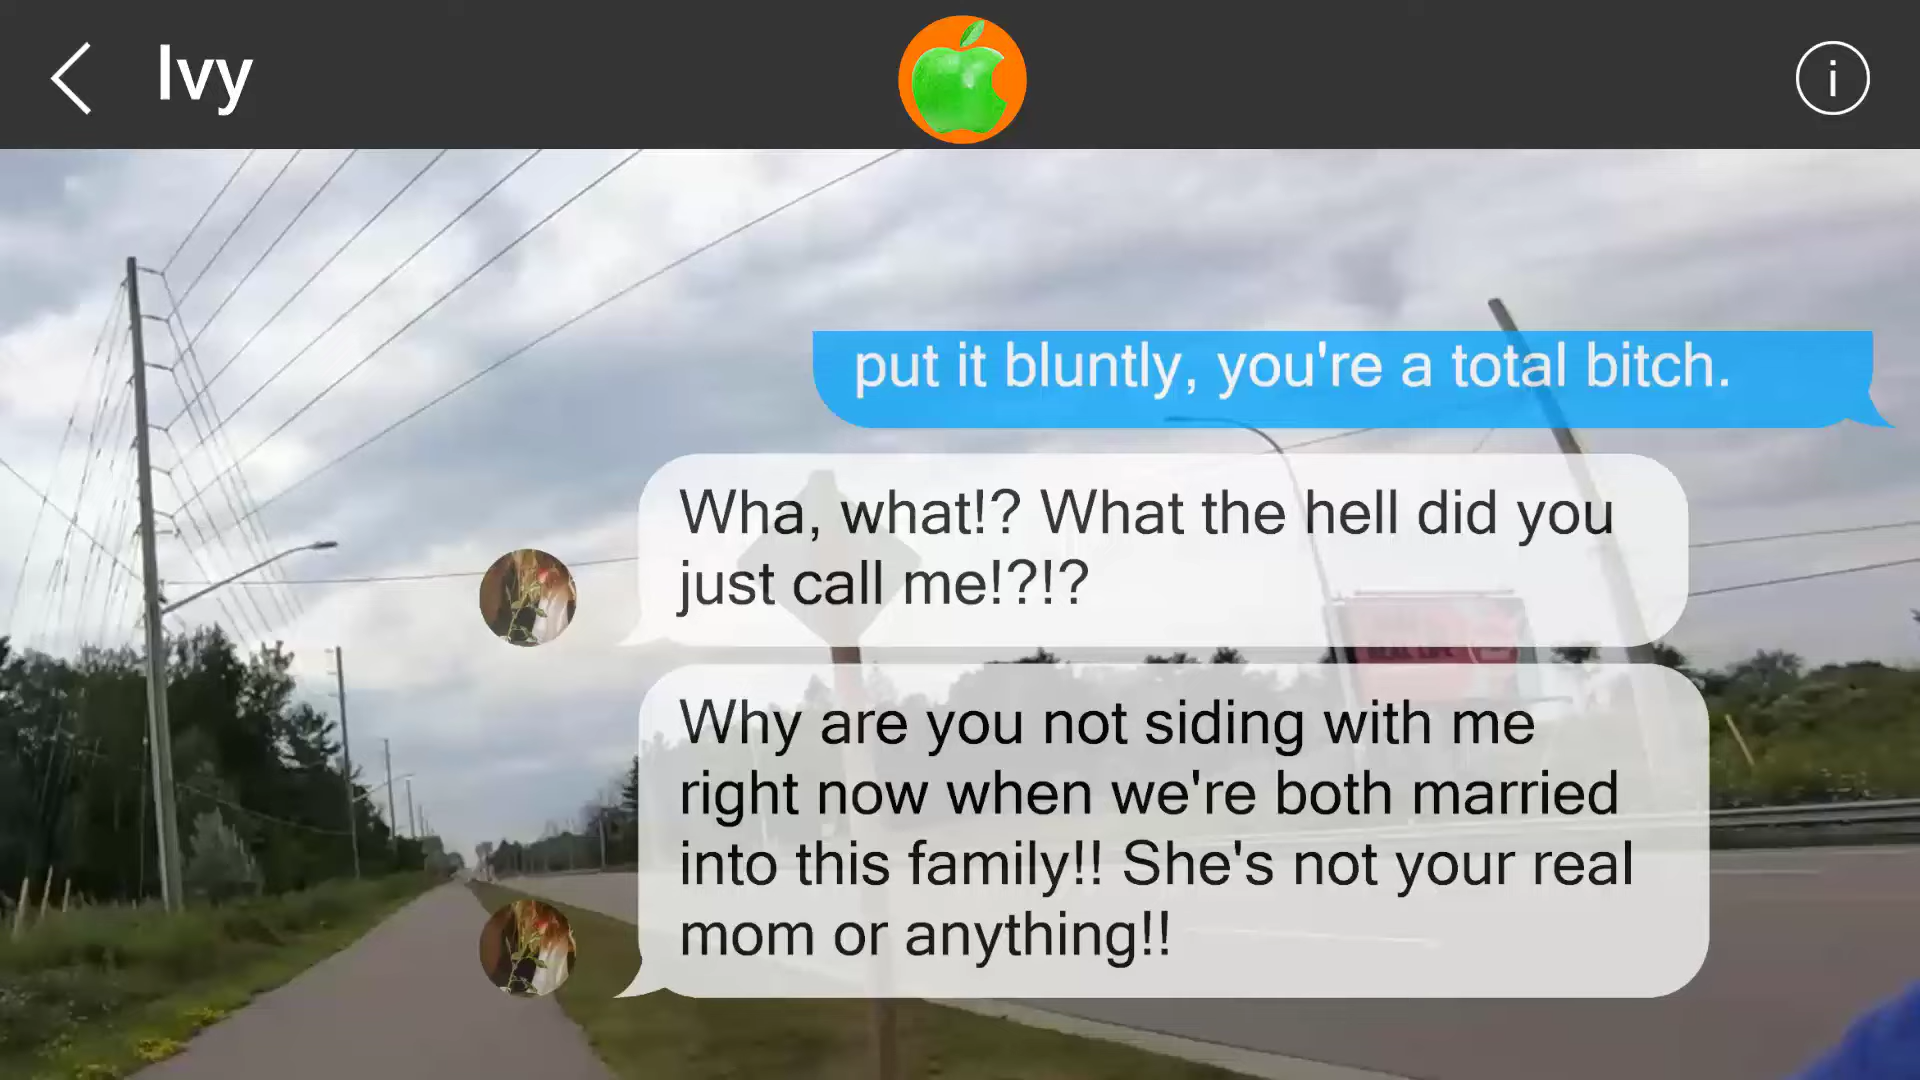 Ivy
put it bluntly, you're a total bitch.
Wha, what!? What the hell did you
just call me!?!?
Why are you not siding with me
right now when we're both married
into this family!! She's not your real
mom or anything!!